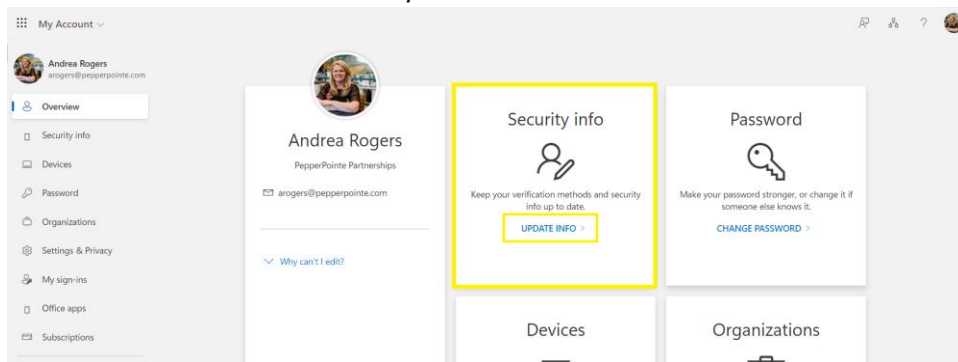 My Account
Andrea Rogers
arogers@pepperpointe.com
Overview
Security info
Devices
Password
Organizations
Settings & Privacy
My sign-ins
Office apps
Subscriptions
Andrea Rogers
PepperPointe Partnerships
arogers@pepperpointe.com
Why can't I edit?
Security info
Keep your verification methods and security
info up to date.
UPDATE INFO >
Password
Make your password stronger, or change it if
someone else knows it.
CHANGE PASSWORD >
Devices
Organizations